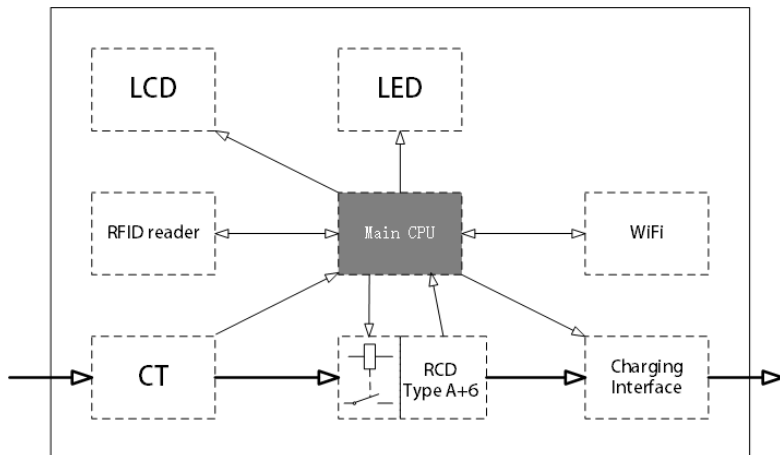 LCD
LED
RFID reader
Main CPU
WiFi
CT
RCD
Type A+6
Charging
Interface